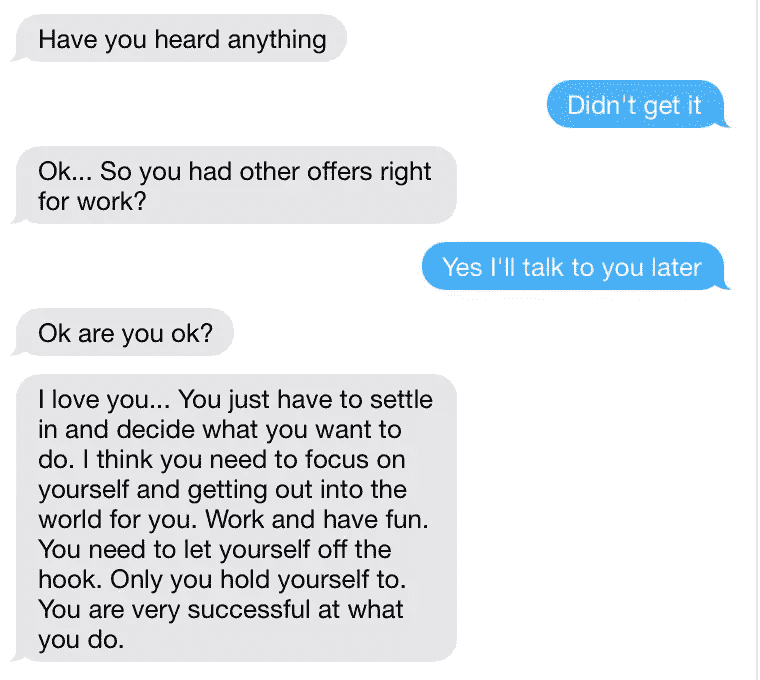 Have you heard anything
Didn't get it
Ok... So you had other offers right
for work?
Yes I'll talk to you later
Ok are you ok?
I love you... You just have to settle
in and decide what you want to
do. I think you need to focus on
yourself and getting out into the
world for you. Work and have fun.
You need to let yourself off the
hook. Only you hold yourself to.
You are very successful at what
you do.